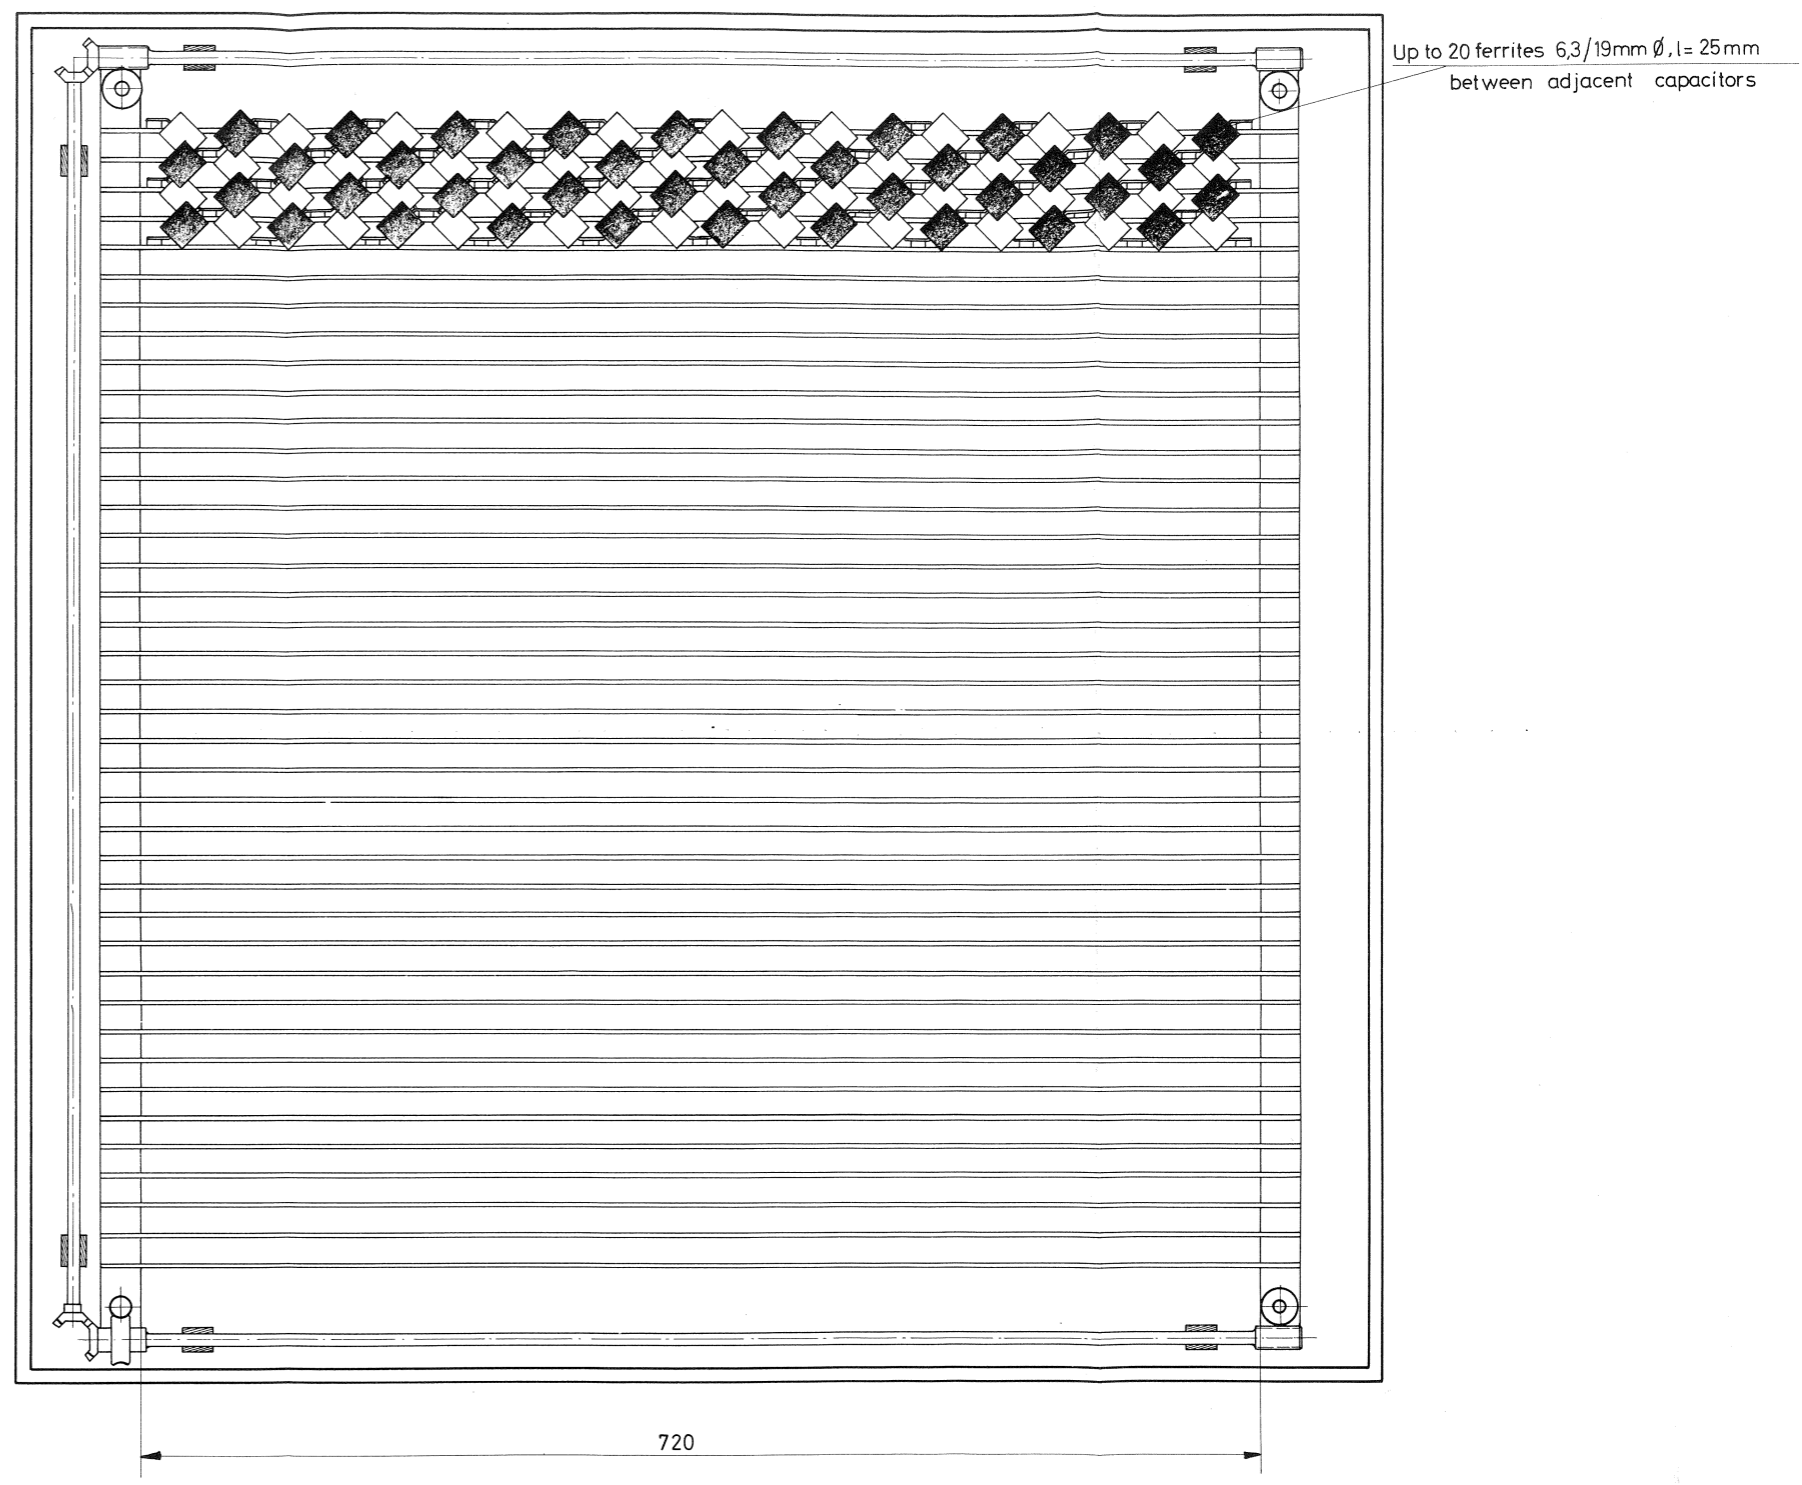 Up to 20 ferrites 6,3/19mm Ø, l= 25mm
between adjacent capacitors
720